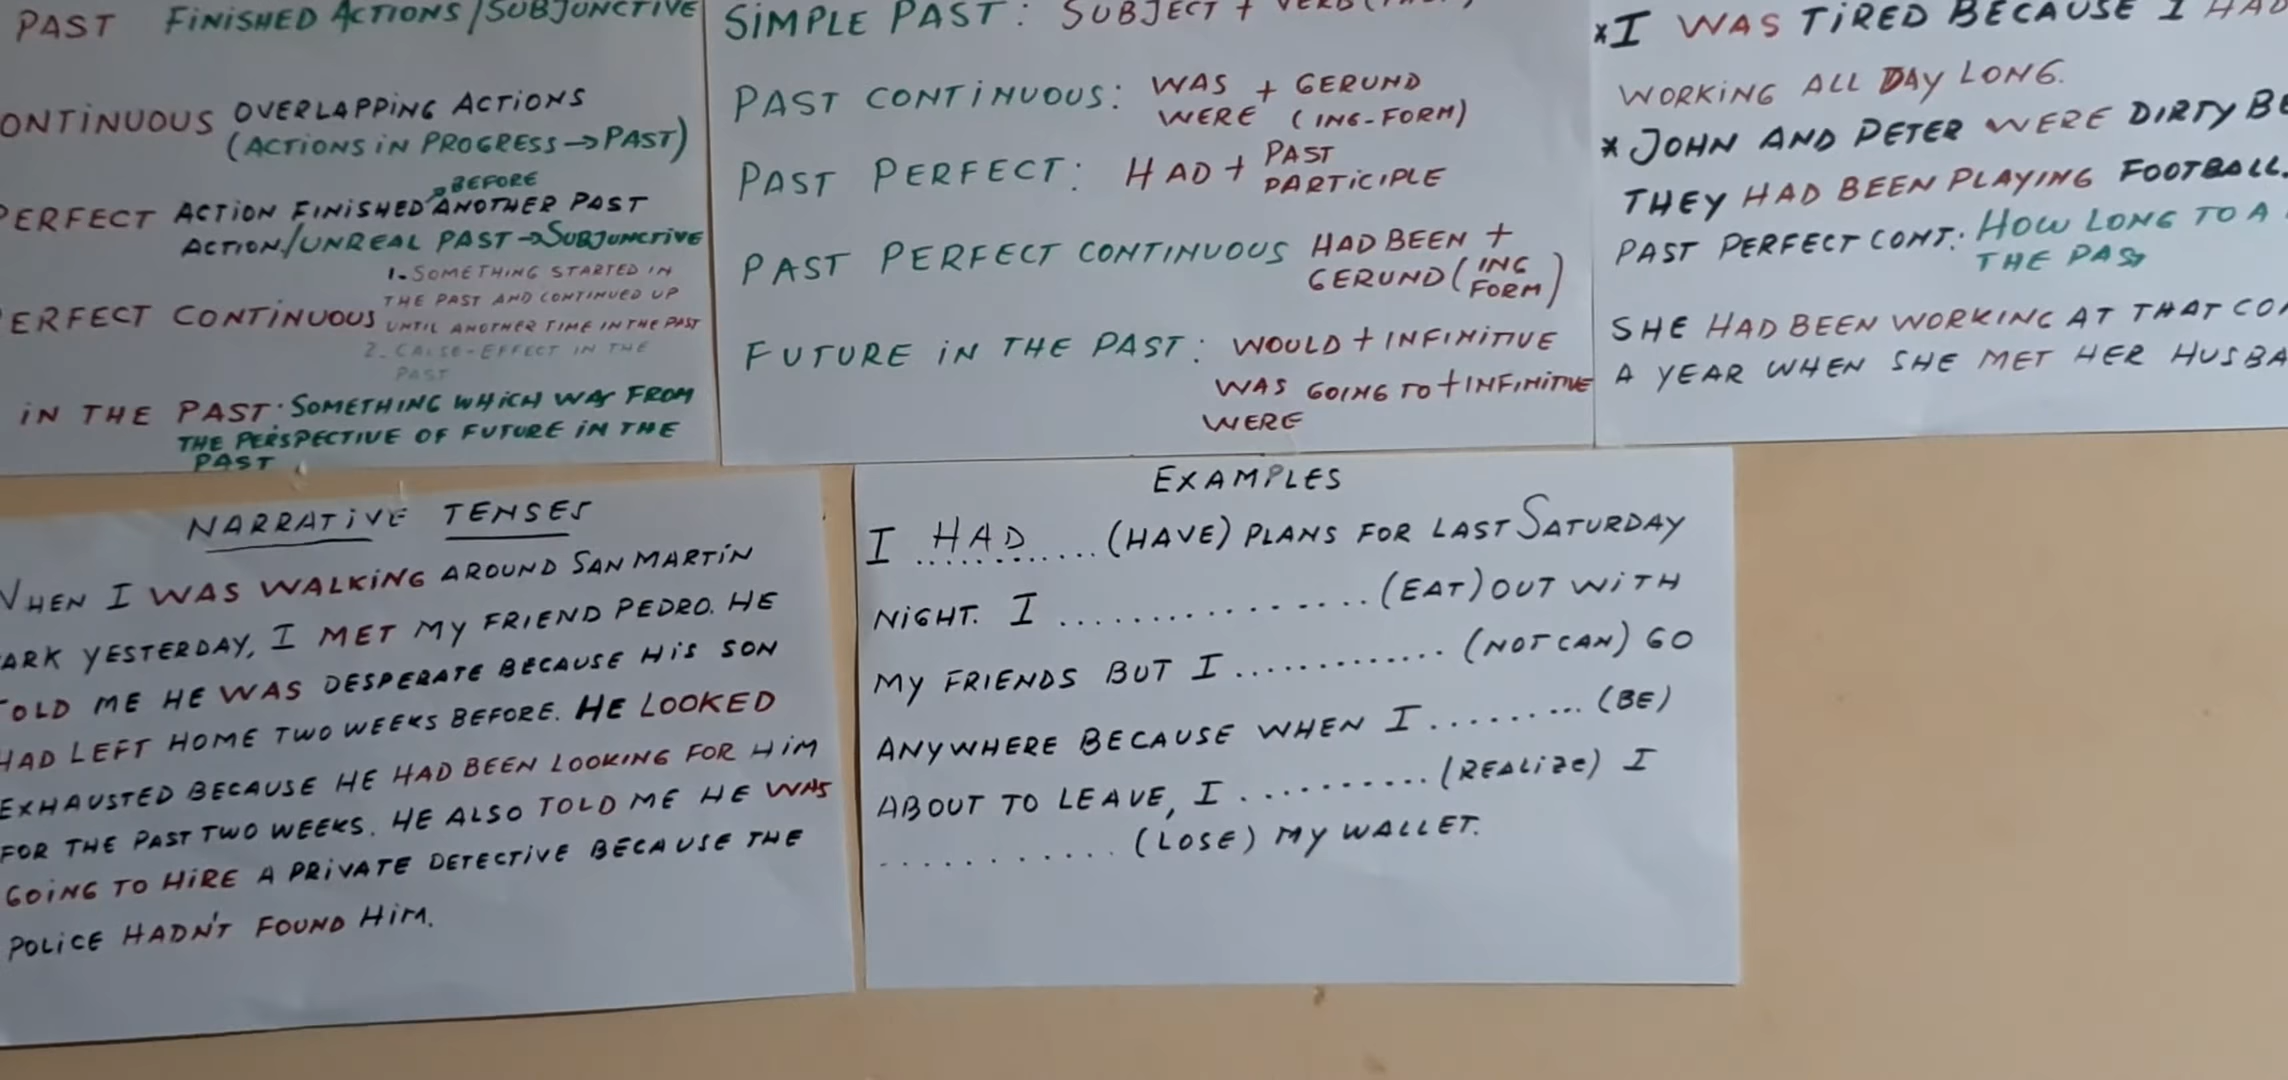 PAST FINISHED ACTIONS/SUBJUNCTIVE
CONTINUOUS OVERLAPPING ACTIONS
(ACTIONS IN PROGRESS → PAST)
BEFORE
PERFECT ACTION FINISHED ANOTHER PAST
ACTION/UNREAL PAST → SUBJUNCTIVE
1. SOMETHING STARTED IN
THE PAST AND CONTINUED UP
PERFECT CONTINUOUS UNTIL ANOTHER TIME IN THE PAST
2. CAUSE-EFFECT IN THE
PAST
IN THE PAST: SOMETHING WHICH WAS FROM
THE PERSPECTIVE OF FUTURE IN THE
PAST
SIMPLE PAST: SUBJECT + VERB
PAST CONTINUOUS: WAS + GERUND
WERE (ING-FORM)
PAST PERFECT: HAD + PAST
PARTICIPLE
PAST PERFECT CONTINUOUS HAD BEEN +
GERUND (ING
FORM)
FUTURE IN THE PAST: WOULD + INFINITIVE
WAS GOING TO + INFINITIVE
WERE
*I WAS TIRED BECAUSE I HAD
WORKING ALL DAY LONG.
* JOHN AND PETER WERE DIRTY BE
THEY HAD BEEN PLAYING FOOTBALL.
PAST PERFECT CONT: HOW LONG TO A
THE PAST
SHE HAD BEEN WORKING AT THAT CO
A YEAR WHEN SHE MET HER HUSBA
NARRATIVE TENSES
WHEN I WAS WALKING AROUND SAN MARTIN
ARK YESTERDAY, I MET MY FRIEND PEDRO. HE
TOLD ME HE WAS DESPERATE BECAUSE HIS SON
HAD LEFT HOME TWO WEEKS BEFORE. HE LOOKED
EXHAUSTED BECAUSE HE HAD BEEN LOOKING FOR HIM
FOR THE PAST TWO WEEKS. HE ALSO TOLD ME HE WAS
GOING TO HIRE A PRIVATE DETECTIVE BECAUSE THE
POLICE HADN'T FOUND HIM.
EXAMPLES
I HAD (HAVE) PLANS FOR LAST SATURDAY
NIGHT. I ................ (EAT) OUT WITH
MY FRIENDS BUT I ............ (NOT CAN) GO
ANYWHERE BECAUSE WHEN I ......... (BE)
ABOUT TO LEAVE, I .......... (REALIZE) I
............ (LOSE) MY WALLET.